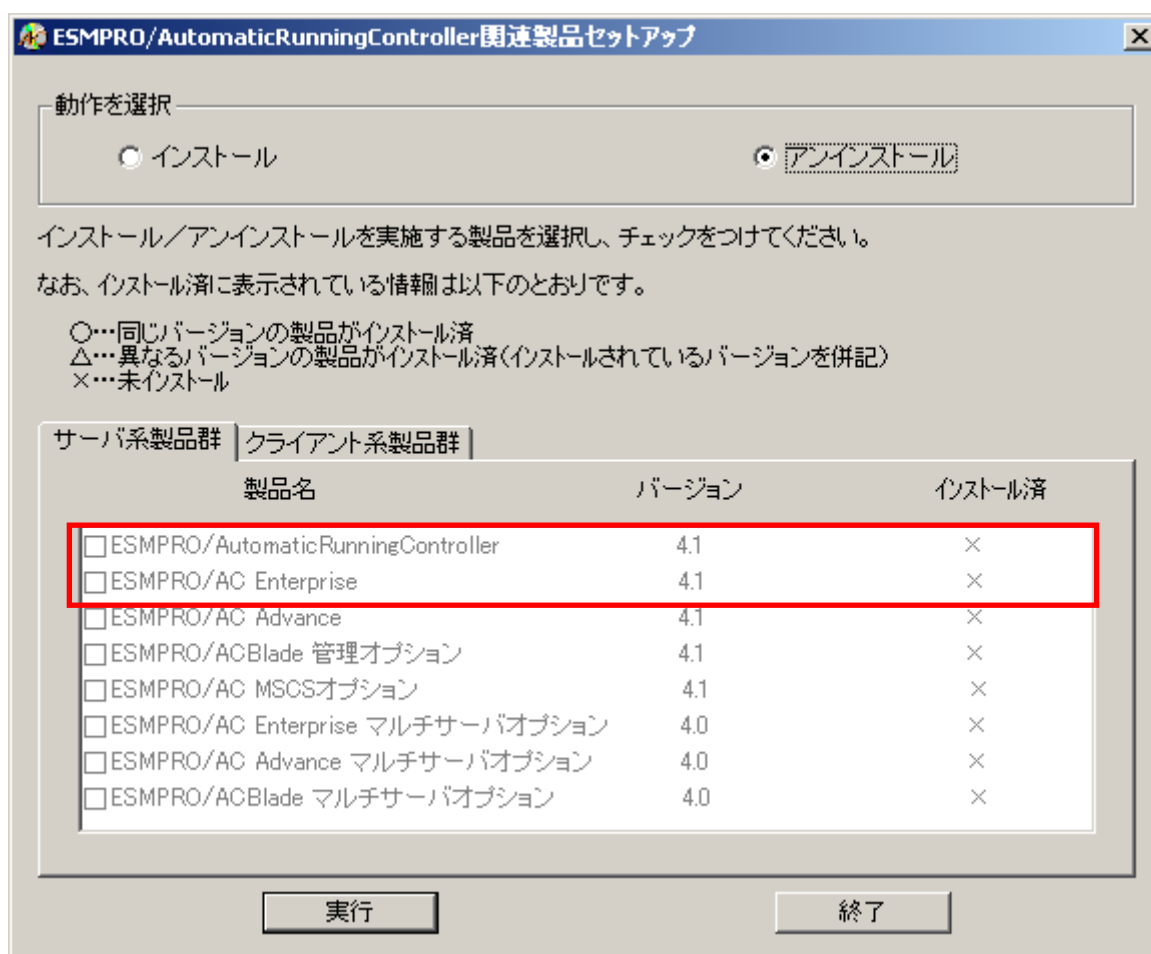 ESMPRO/AutomaticRunningController関連製品セットアップ
動作を選択
インストール アンインストール
インストール／アンインストールを実施する製品を選択し、チェックをつけてください。
なお、インストール済に表示されている情報は以下のとおりです。
○…同じバージョンの製品がインストール済
△…異なるバージョンの製品がインストール済(インストールされているバージョンを併記)
×…未インストール
サーバ系製品群 クライアント系製品群
製品名 バージョン インストール済
ESMPRO/AutomaticRunningController 4.1 ×
ESMPRO/AC Enterprise 4.1 ×
ESMPRO/AC Advance 4.1 ×
ESMPRO/ACBlade 管理オプション 4.1 ×
ESMPRO/AC MSCSオプション 4.1 ×
ESMPRO/AC Enterprise マルチサーバオプション 4.0 ×
ESMPRO/AC Advance マルチサーバオプション 4.0 ×
ESMPRO/ACBlade マルチサーバオプション 4.0 ×
実行 終了